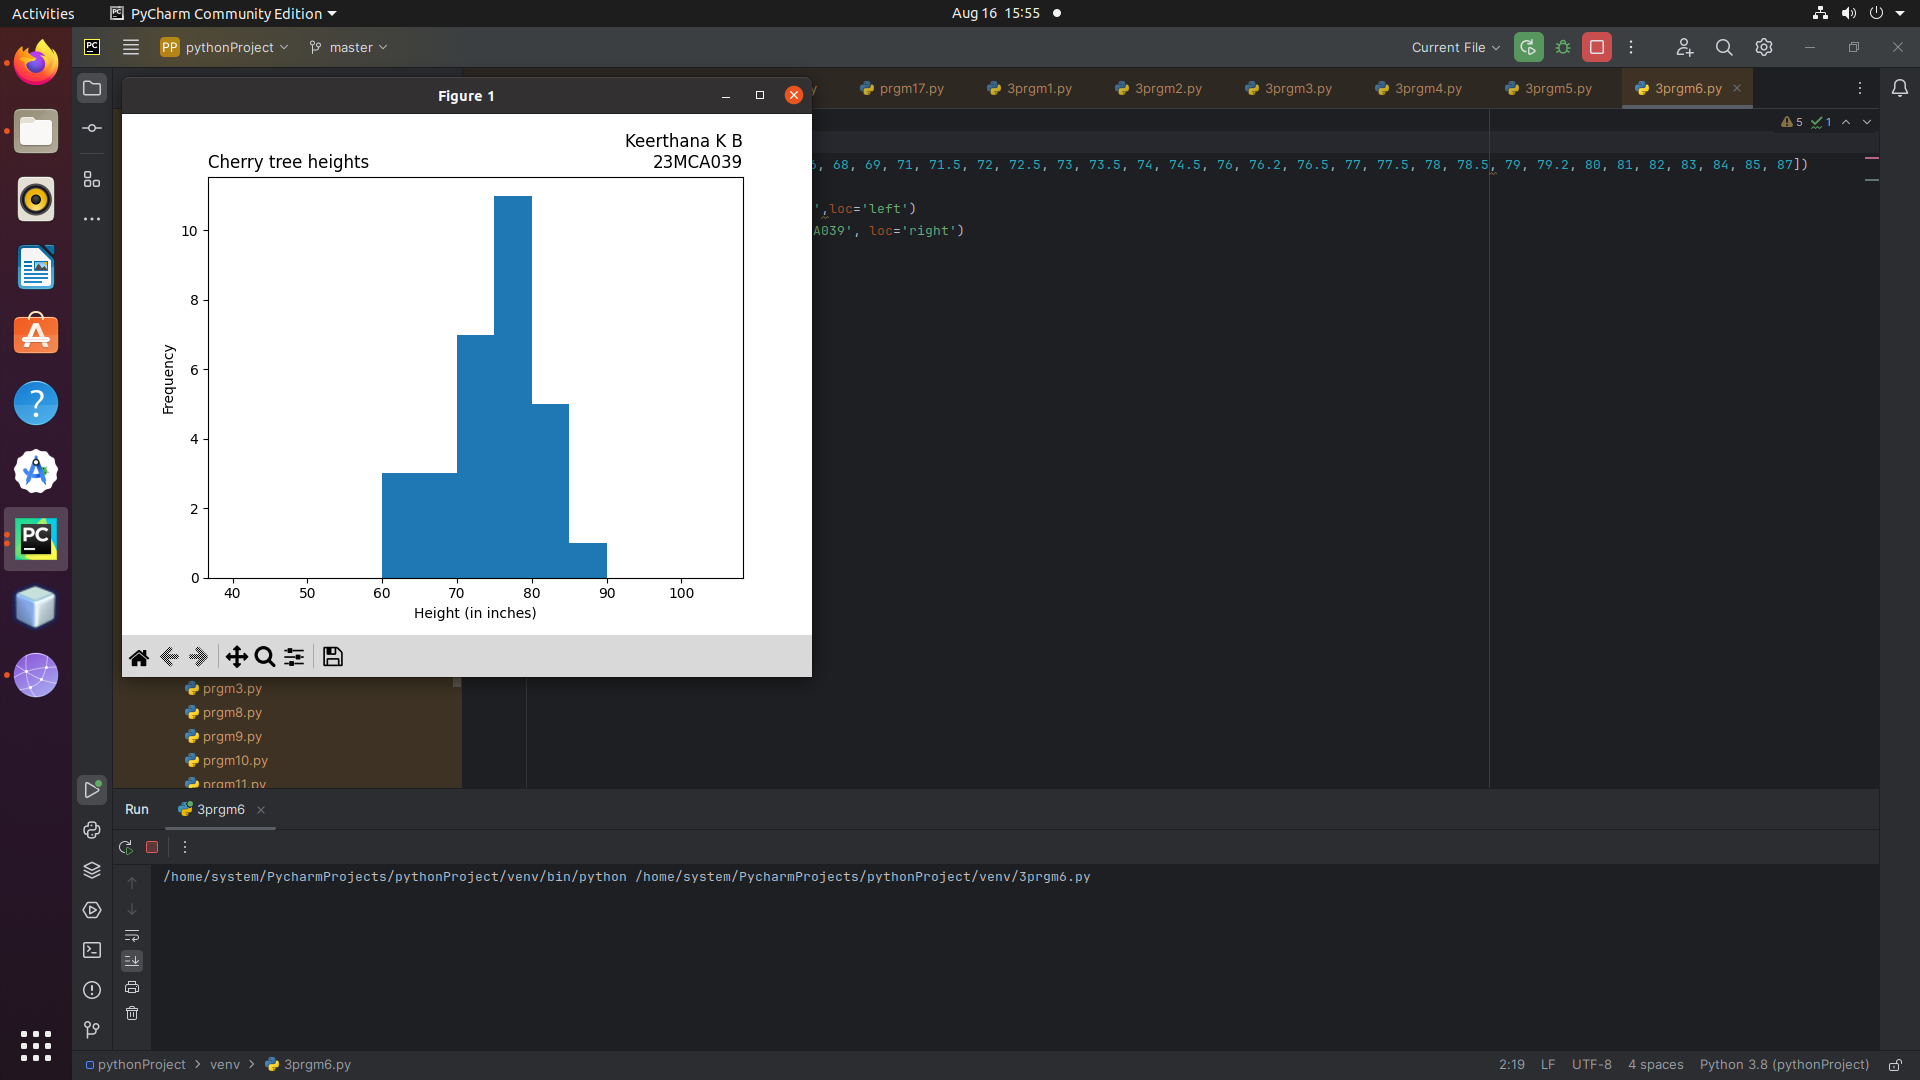 Activities
PyCharm Community Edition
Aug 16 15:55
PC
PP pythonProject
master
Current File
Figure 1
prgm17.py
3prgm1.py
3prgm2.py
3prgm3.py
3prgm4.py
3prgm5.py
3prgm6.py
5
1
Keerthana K B
Cherry tree heights
23MCA039
, 68, 69, 71, 71.5, 72, 72.5, 73, 73.5, 74, 74.5, 76, 76.2, 76.5, 77, 77.5, 78, 78.5, 79, 79.2, 80, 81, 82, 83, 84, 85, 87])
',loc='left')
A039', loc='right')
10
8
6
4
2
0
Frequency
40 50 60 70 80 90 100
Height (in inches)
prgm3.py
prgm8.py
prgm9.py
prgm10.py
prgm11.py
PC
Run
3prgm6
/home/system/PycharmProjects/pythonProject/venv/bin/python /home/system/PycharmProjects/pythonProject/venv/3prgm6.py
pythonProject > venv > 3prgm6.py
2:19 LF UTF-8 4 spaces Python 3.8 (pythonProject)